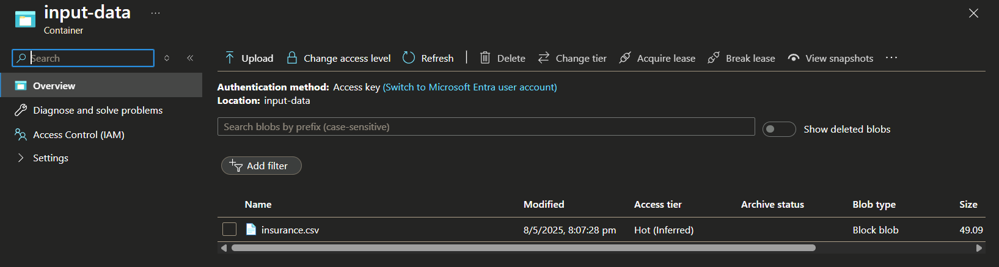 input-data ...
Container
Search
Upload Change access level Refresh Delete Change tier Acquire lease Break lease View snapshots ...
Overview
Diagnose and solve problems
Access Control (IAM)
Settings
Authentication method: Access key (Switch to Microsoft Entra user account)
Location: input-data
Search blobs by prefix (case-sensitive)
Show deleted blobs
Add filter
Name Modified Access tier Archive status Blob type Size
insurance.csv 8/5/2025, 8:07:28 pm Hot (Inferred) Block blob 49.09